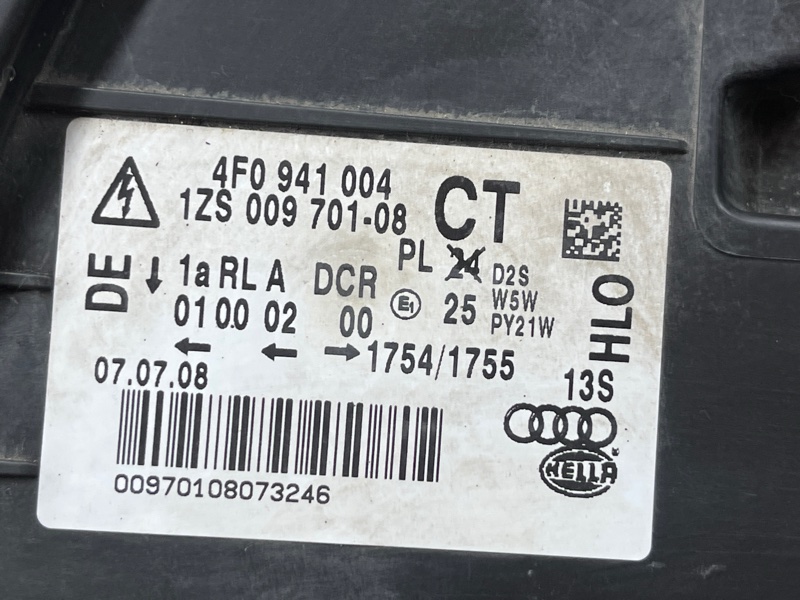 4F0 941 004
1ZS 009 701-08
CT
DE
1a RL A DCR PL 24 D2S
01 00 02 00 E1 25 W5W
PY21W
HLO
1754/1755
07.07.08
13S
00970108073246
HELLA